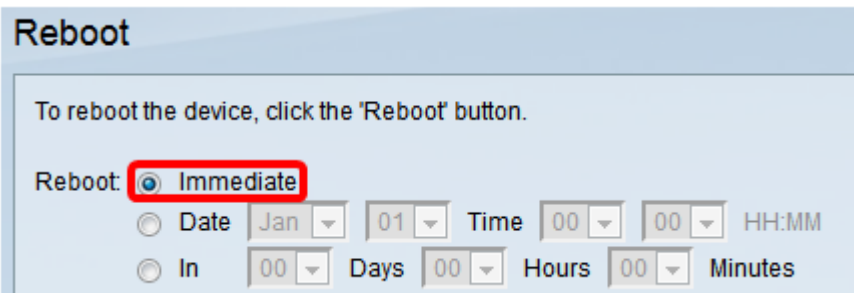 Reboot
To reboot the device, click the 'Reboot' button.
Reboot: Immediate
Date Jan 01 Time 00 00 HH:MM
In 00 Days 00 Hours 00 Minutes